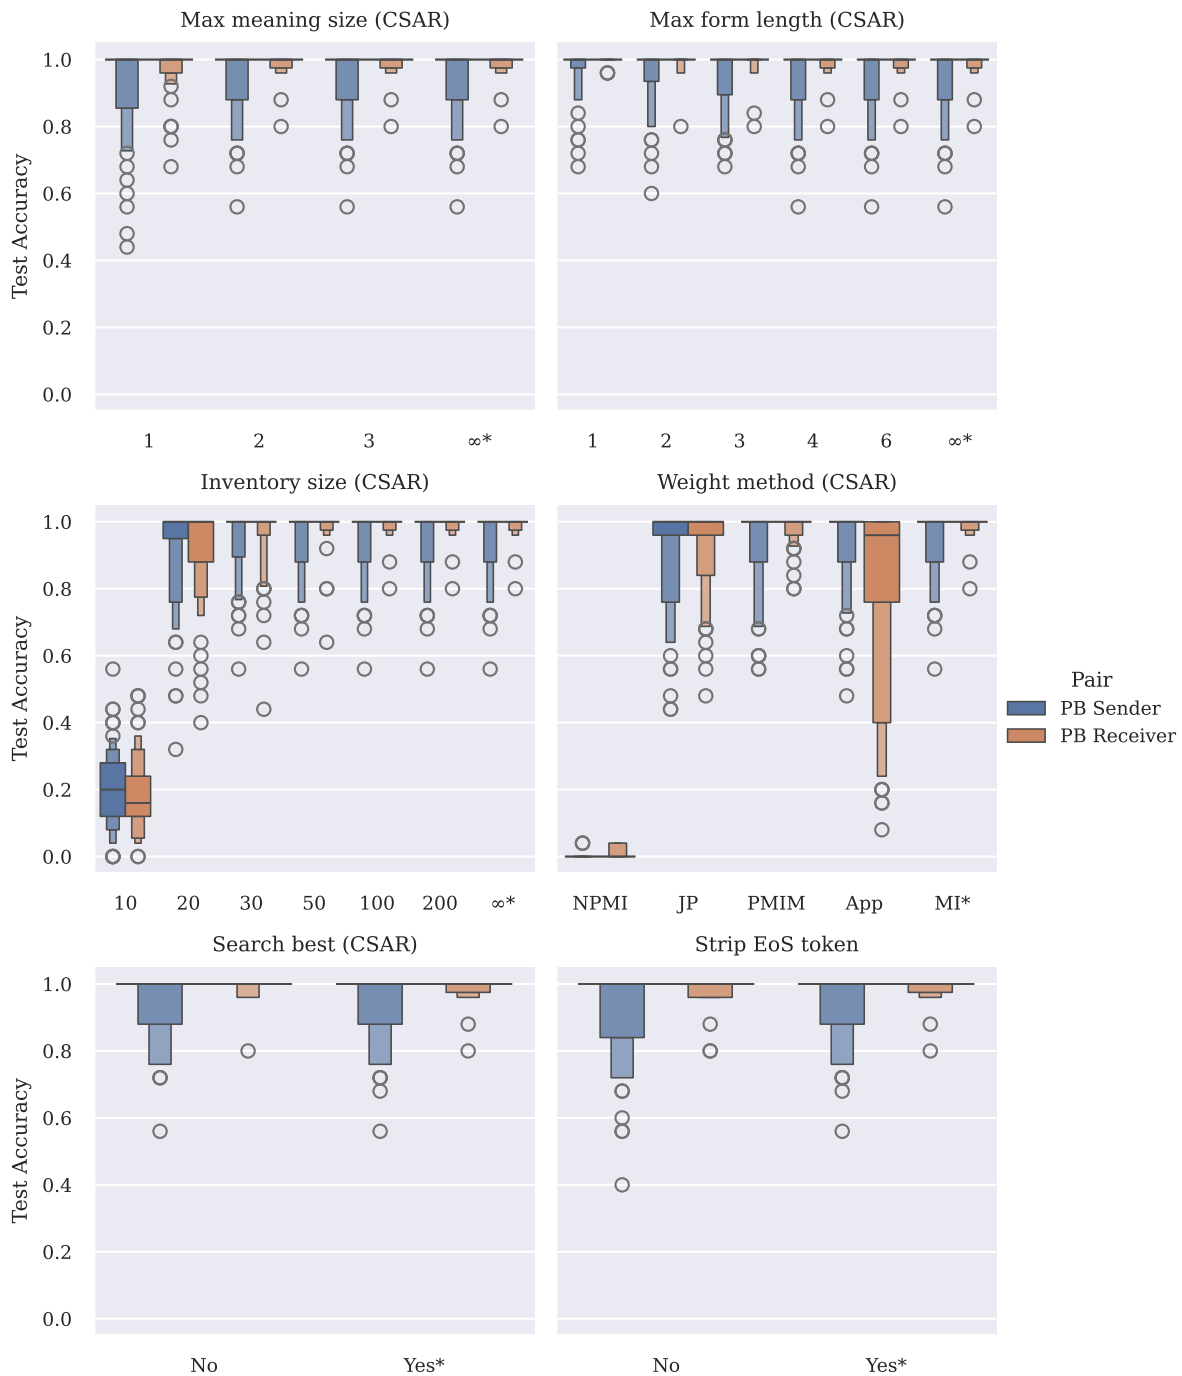 Max meaning size (CSAR)
Max form length (CSAR)
Test Accuracy
1.0
0.8
0.6
0.4
0.2
0.0
1 2 3 ∞*
1 2 3 4 6 ∞*
Inventory size (CSAR)
Weight method (CSAR)
Test Accuracy
1.0
0.8
0.6
0.4
0.2
0.0
10 20 30 50 100 200 ∞*
NPMI JP PMIM App MI*
Pair
PB Sender
PB Receiver
Search best (CSAR)
Strip EoS token
Test Accuracy
1.0
0.8
0.6
0.4
0.2
0.0
No Yes*
No Yes*